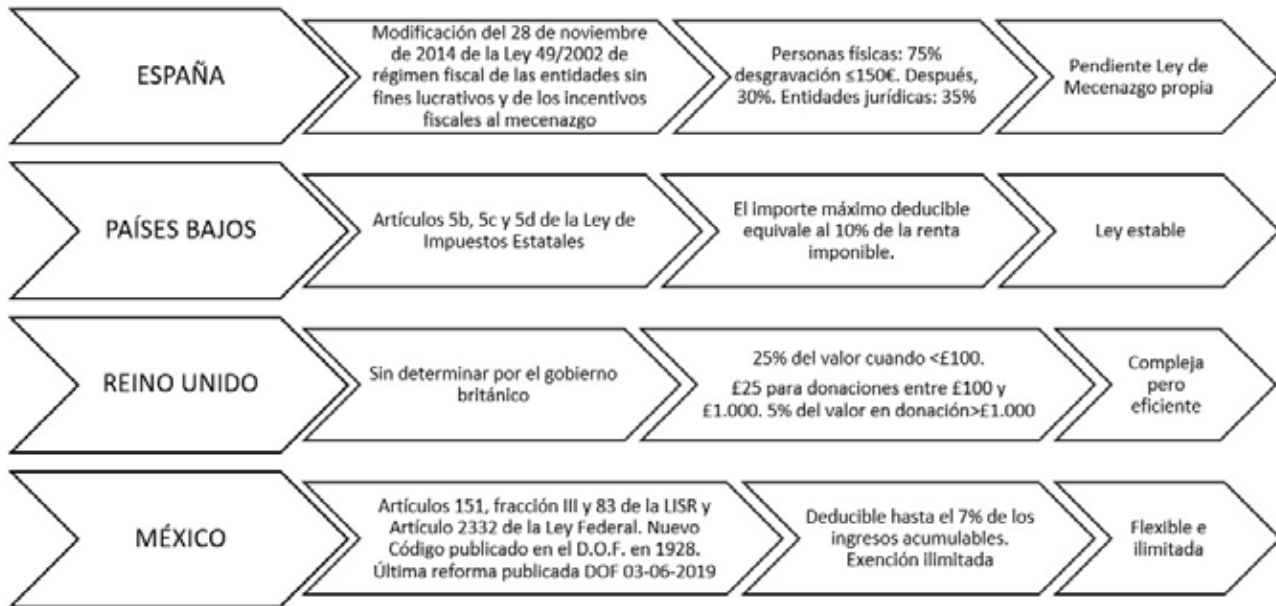 ESPAÑA
Modificación del 28 de noviembre
de 2014 de la Ley 49/2002 de
régimen fiscal de las entidades sin
fines lucrativos y de los incentivos
fiscales al mecenazgo
Personas físicas: 75%
desgravación ≤150€. Después,
30%. Entidades jurídicas: 35%
Pendiente Ley de
Mecenazgo propia
PAÍSES BAJOS
Artículos 5b, 5c y 5d de la Ley de
Impuestos Estatales
El importe máximo deducible
equivale al 10% de la renta
imponible.
Ley estable
REINO UNIDO
Sin determinar por el gobierno
británico
25% del valor cuando <£100.
£25 para donaciones entre £100 y
£1.000. 5% del valor en donación>£1.000
Compleja
pero
eficiente
MÉXICO
Artículos 151, fracción III y 83 de la LISR y
Artículo 2332 de la Ley Federal. Nuevo
Código publicado en el D.O.F. en 1928.
Última reforma publicada DOF 03-06-2019
Deducible hasta el 7% de los
ingresos acumulables.
Exención ilimitada
Flexible e
ilimitada